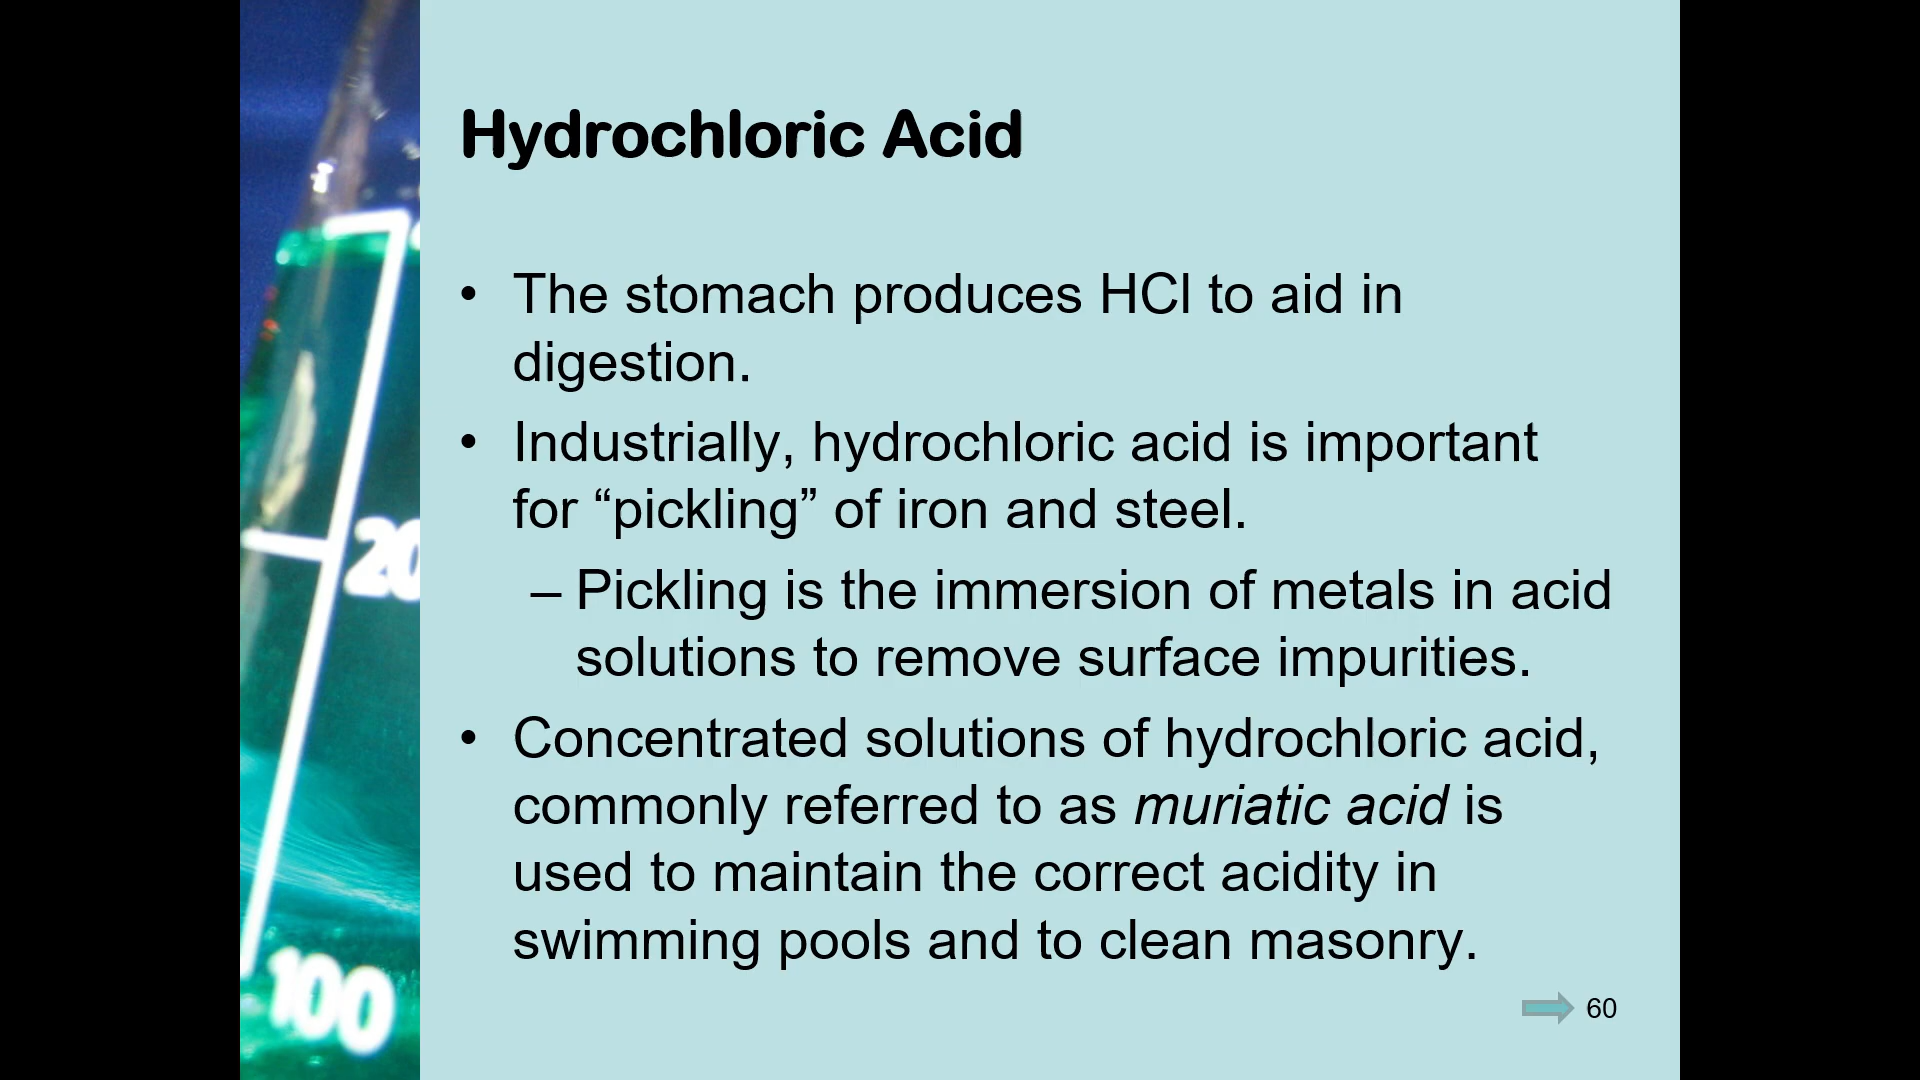 Hydrochloric Acid
• The stomach produces HCl to aid in
digestion.
• Industrially, hydrochloric acid is important
for “pickling” of iron and steel.
– Pickling is the immersion of metals in acid
solutions to remove surface impurities.
• Concentrated solutions of hydrochloric acid,
commonly referred to as muriatic acid is
used to maintain the correct acidity in
swimming pools and to clean masonry.
20
100
60